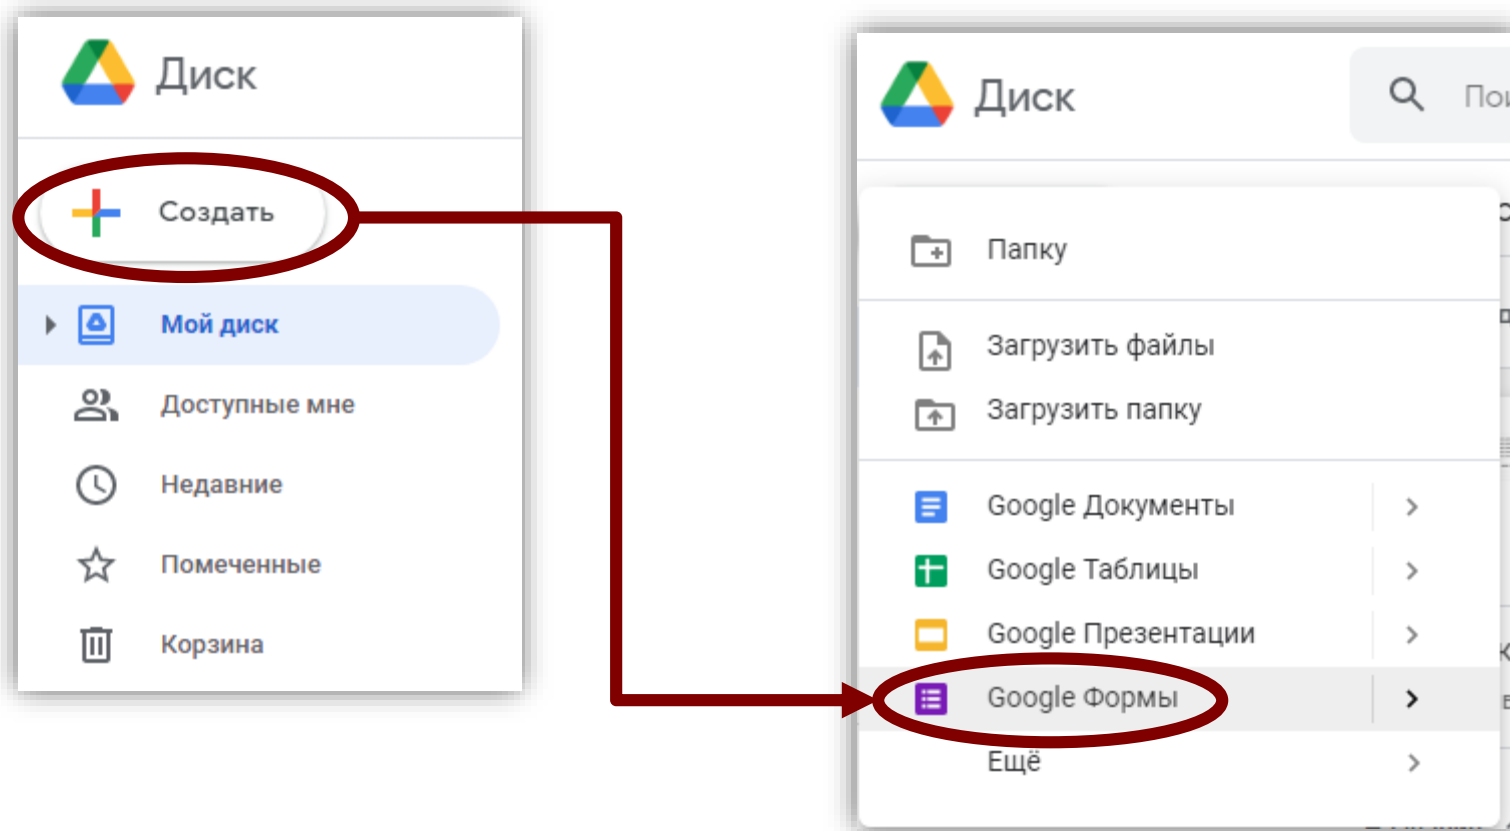 Диск
Создать
Мой диск
Доступные мне
Недавние
Помеченные
Корзина
Диск
Папку
Загрузить файлы
Загрузить папку
Google Документы
Google Таблицы
Google Презентации
Google Формы
Ещё